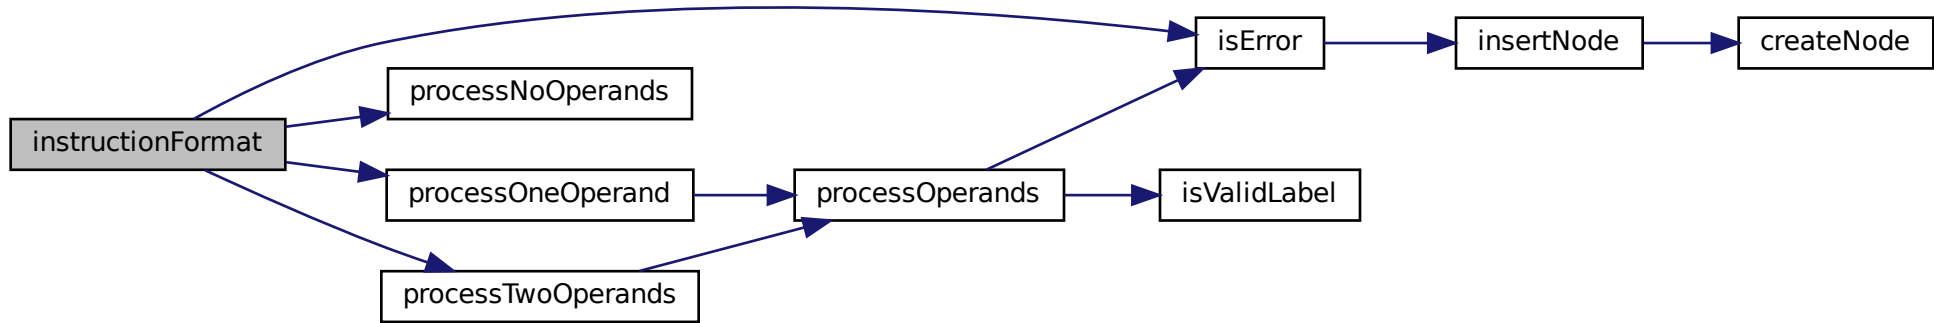 instructionFormat
processNoOperands
processOneOperand
processTwoOperands
processOperands
isError
isValidLabel
insertNode
createNode